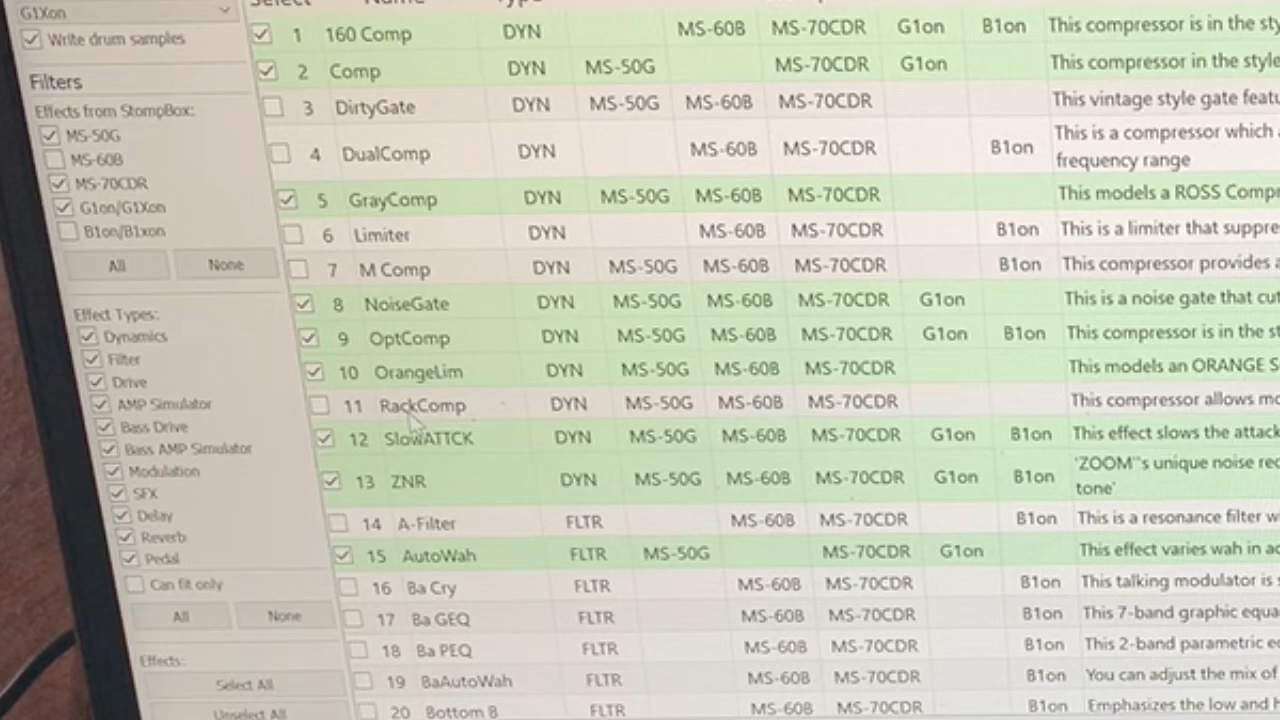 G1Xon
Write drum samples
Filters
Effects from StompBox:
MS-50G
MS-60B
MS-70CDR
G1on/G1Xon
B1on/B1xon
All None
Effect Types:
Dynamics
Filter
Drive
AMP Simulator
Bass Drive
Bass AMP Simulator
Modulation
SFX
Delay
Reverb
Pedal
Can fit only
All None
Effects:
Select All
Unselect All
Select Name Type
1 160 Comp DYN MS-60B MS-70CDR G1on B1on This compressor is in the sty
2 Comp DYN MS-50G MS-70CDR G1on This compressor in the style
3 DirtyGate DYN MS-50G MS-60B MS-70CDR This vintage style gate featu
4 DualComp DYN MS-60B MS-70CDR B1on This is a compressor which
frequency range
5 GrayComp DYN MS-50G MS-60B MS-70CDR This models a ROSS Comp
6 Limiter DYN MS-60B MS-70CDR B1on This is a limiter that suppre
7 M Comp DYN MS-50G MS-60B MS-70CDR B1on This compressor provides a
8 NoiseGate DYN MS-50G MS-60B MS-70CDR G1on This is a noise gate that cut
9 OptComp DYN MS-50G MS-60B MS-70CDR G1on B1on This compressor is in the st
10 OrangeLim DYN MS-50G MS-60B MS-70CDR This models an ORANGE S
11 RackComp DYN MS-50G MS-60B MS-70CDR This compressor allows mo
12 SlowATTCK DYN MS-50G MS-60B MS-70CDR G1on B1on This effect slows the attack
13 ZNR DYN MS-50G MS-60B MS-70CDR G1on B1on 'ZOOM''s unique noise rec
tone'
14 A-Filter FLTR MS-60B MS-70CDR B1on This is a resonance filter w
15 AutoWah FLTR MS-50G MS-70CDR G1on This effect varies wah in ac
16 Ba Cry FLTR MS-60B MS-70CDR B1on This talking modulator is s
17 Ba GEQ FLTR MS-60B MS-70CDR B1on This 7-band graphic equa
18 Ba PEQ FLTR MS-60B MS-70CDR B1on This 2-band parametric e
19 BaAutoWah FLTR MS-60B MS-70CDR B1on You can adjust the mix of
20 Bottom B FLTR MS-60B MS-70CDR B1on Emphasizes the low and h